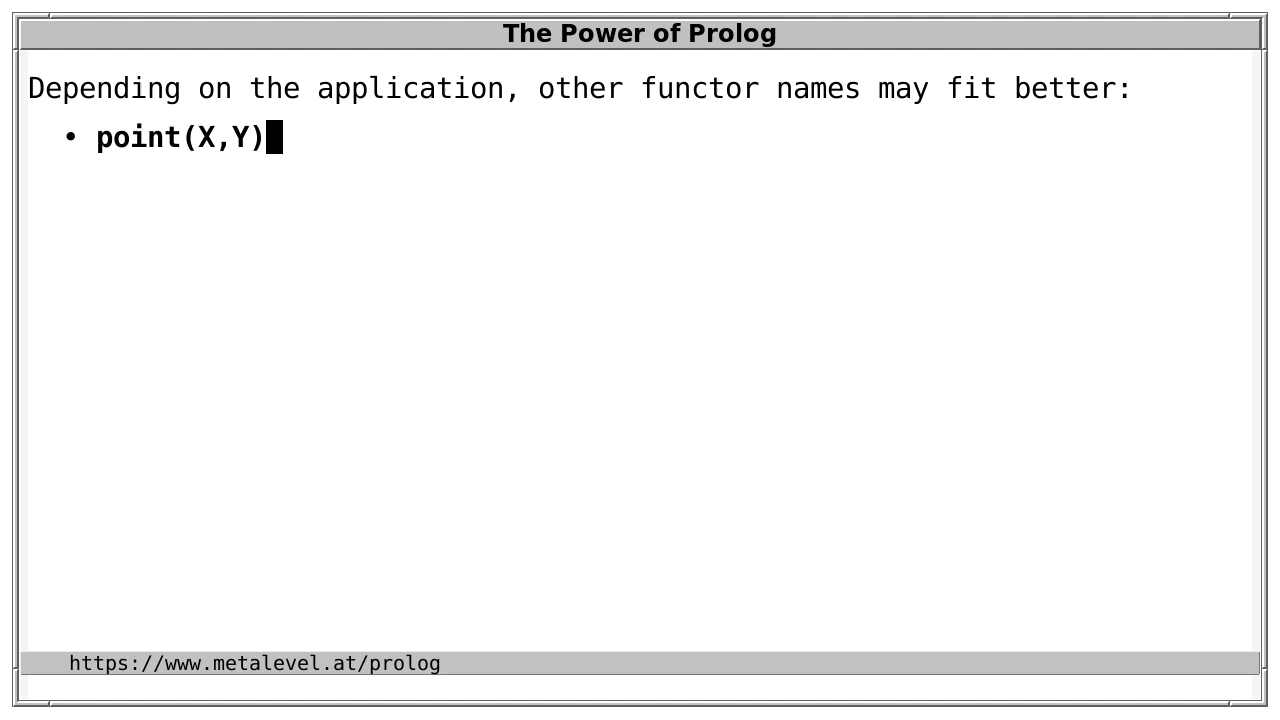 The Power of Prolog
Depending on the application, other functor names may fit better:
• point(X,Y)
https://www.metalevel.at/prolog